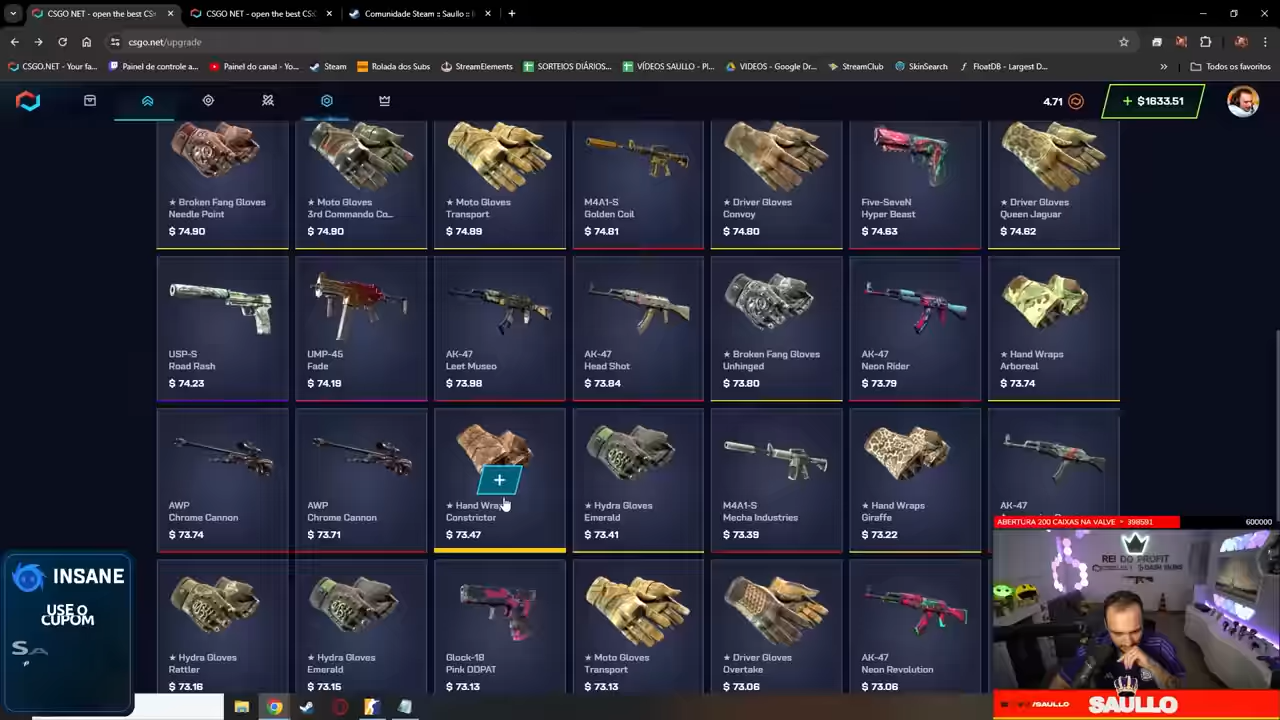 CSGO NET - open the best CS:
CSGO NET - open the best CS:
Comunidade Steam :: Saullo ::
csgo.net/upgrade
CSGO.NET - Your fa...
Painel de controle a...
Painel do canal - Yo...
Steam
Rolada dos Subs
StreamElements
SORTEIOS DIÁRIOS...
VÍDEOS SAULLO - Pl...
VIDEOS - Google Dr...
StreamClub
SkinSearch
FloatDB - Largest D...
Todos os favoritos
4.71
+ $1833.51
★ Broken Fang Gloves
Needle Point
$ 74.90
★ Moto Gloves
3rd Commando Co...
$ 74.90
★ Moto Gloves
Transport
$ 74.89
M4A1-S
Golden Coil
$ 74.81
★ Driver Gloves
Convoy
$ 74.80
Five-SeveN
Hyper Beast
$ 74.63
★ Driver Gloves
Queen Jaguar
$ 74.62
USP-S
Road Rash
$ 74.23
UMP-45
Fade
$ 74.19
AK-47
Leet Museo
$ 73.98
AK-47
Head Shot
$ 73.84
★ Broken Fang Gloves
Unhinged
$ 73.80
AK-47
Neon Rider
$ 73.79
★ Hand Wraps
Arboreal
$ 73.74
AWP
Chrome Cannon
$ 73.74
AWP
Chrome Cannon
$ 73.71
★ Hand Wraps
Constrictor
$ 73.47
★ Hydra Gloves
Emerald
$ 73.41
M4A1-S
Mecha Industries
$ 73.39
★ Hand Wraps
Giraffe
$ 73.22
AK-47
ABERTURA 200 CAIXAS NA VALVE - 398591
600000
REI DO PROFIT
INSANE
USE O
CUPOM
SA
★ Hydra Gloves
Rattler
$ 73.16
★ Hydra Gloves
Emerald
$ 73.15
Glock-18
Pink DDPAT
$ 73.13
★ Moto Gloves
Transport
$ 73.13
★ Driver Gloves
Overtake
$ 73.06
AK-47
Neon Revolution
$ 73.06
/SAULLO
SAULLO